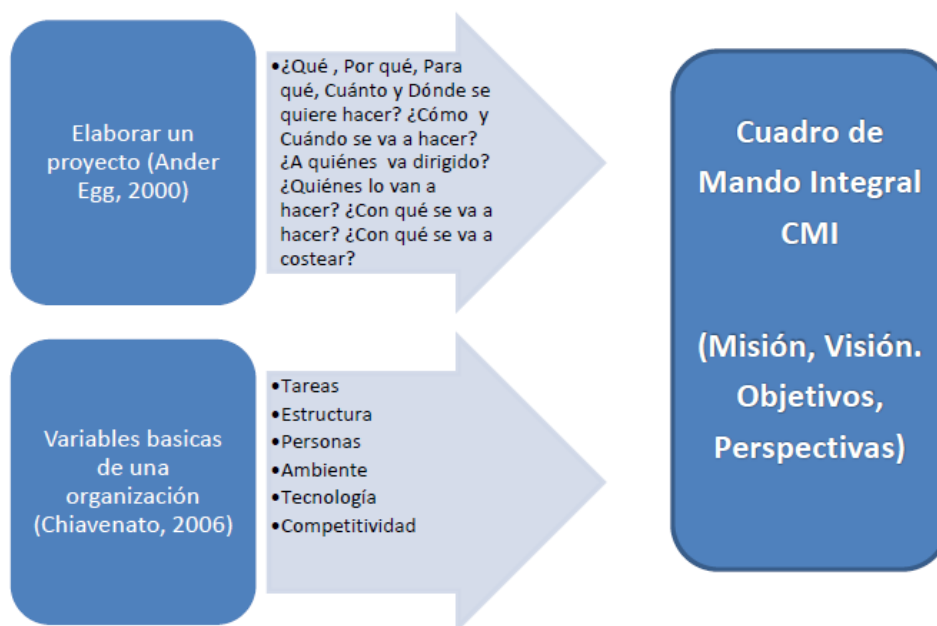 Elaborar un
proyecto (Ander
Egg, 2000)
•¿Qué , Por qué, Para
qué, Cuánto y Dónde se
quiere hacer? ¿Cómo y
Cuándo se va a hacer?
¿A quiénes va dirigido?
¿Quiénes lo van a
hacer? ¿Con qué se va a
hacer? ¿Con qué se va a
costear?
Variables basicas
de una
organización
(Chiavenato, 2006)
•Tareas
•Estructura
•Personas
•Ambiente
•Tecnología
•Competitividad
Cuadro de
Mando Integral
CMI
(Misión, Visión.
Objetivos,
Perspectivas)